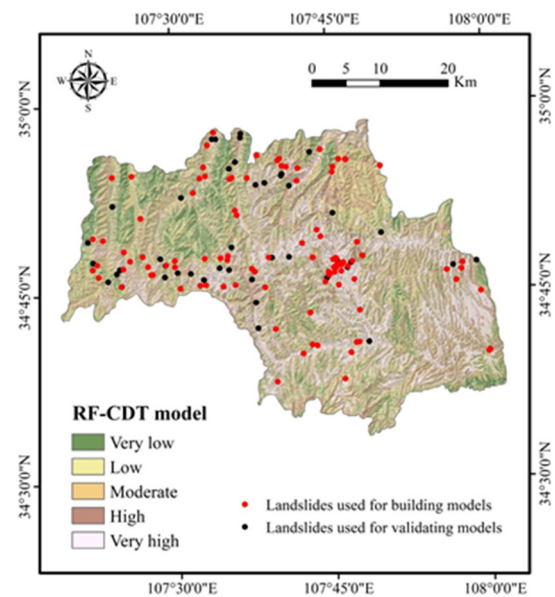 107°30'0"E 107°45'0"E 108°0'0"E
N
W E
S
0 5 10 20
Km
35°0'0"N 35°0'0"N
34°45'0"N 34°45'0"N
34°30'0"N 34°30'0"N
RF-CDT model
Very low
Low
Moderate
High
Very high
Landslides used for building models
Landslides used for validating models
107°30'0"E 107°45'0"E 108°0'0"E